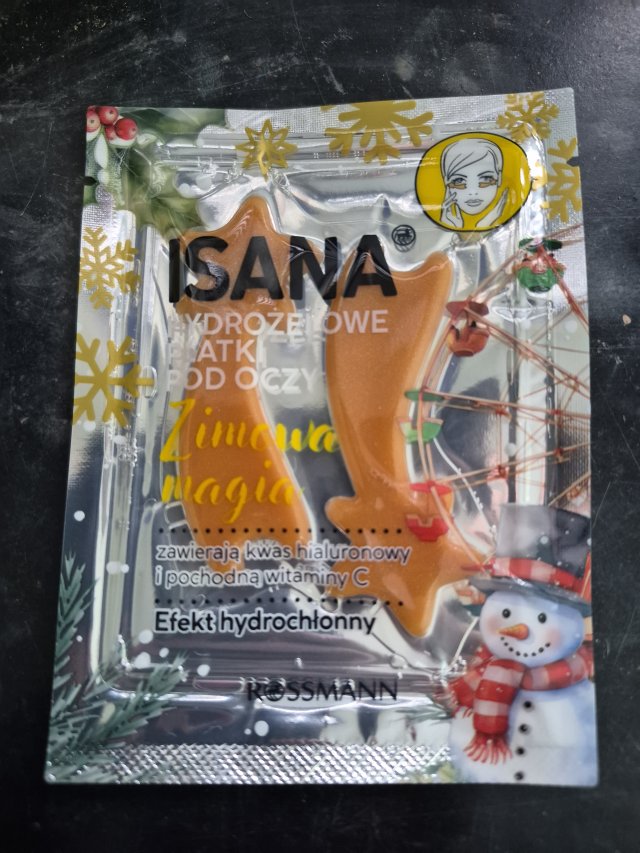 ISANA
HYDROŻELOWE
PŁATKI
POD OCZY
Zimowa
magia
zawierają kwas hialuronowy
i pochodną witaminy C
Efekt hydrochłonny
ROSSMANN